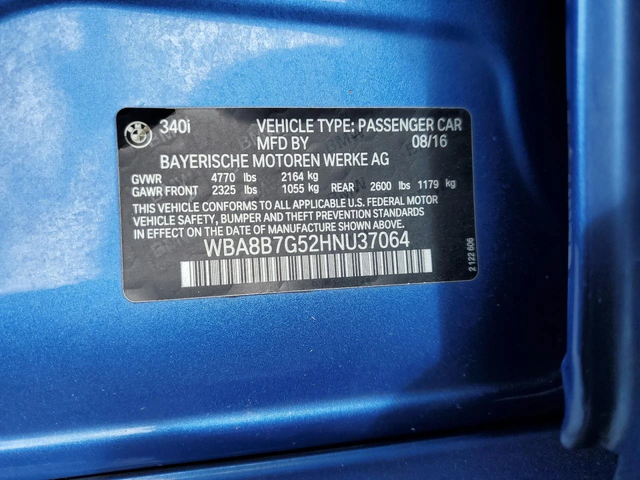 340i VEHICLE TYPE: PASSENGER CAR
MFD BY 08/16
BAYERISCHE MOTOREN WERKE AG
GVWR 4770 lbs 2164 kg
GAWR FRONT 2325 lbs 1055 kg REAR 2600 lbs 1179 kg
THIS VEHICLE CONFORMS TO ALL APPLICABLE U.S. FEDERAL MOTOR
VEHICLE SAFETY, BUMPER AND THEFT PREVENTION STANDARDS
IN EFFECT ON THE DATE OF MANUFACTURE SHOWN ABOVE.
WBA8B7G52HNU37064
2 122 606